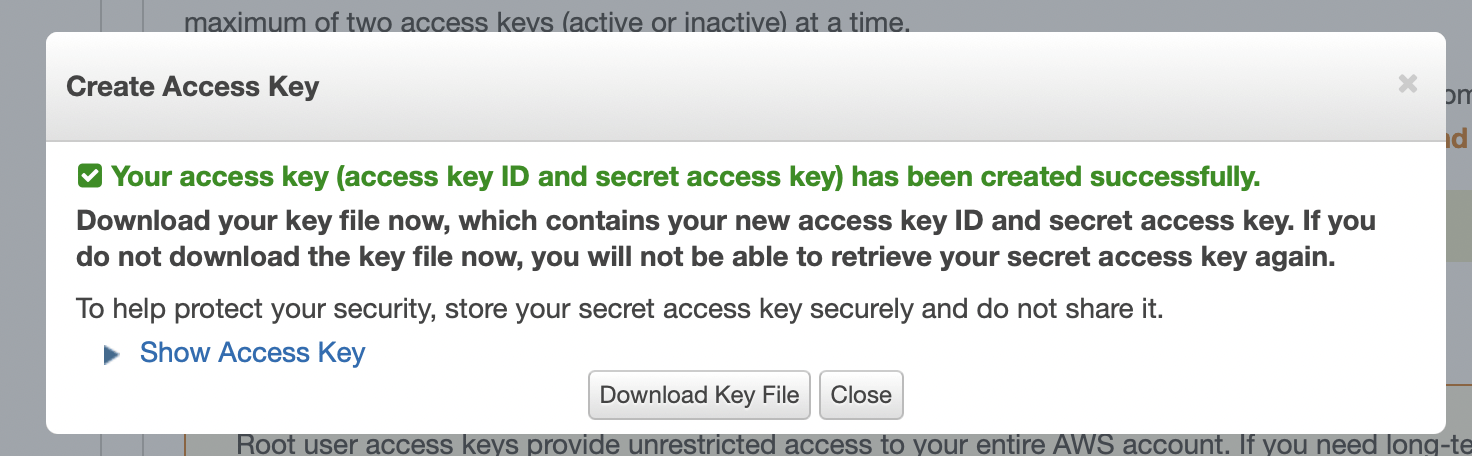 maximum of two access keys (active or inactive) at a time.
Create Access Key
Your access key (access key ID and secret access key) has been created successfully.
Download your key file now, which contains your new access key ID and secret access key. If you
do not download the key file now, you will not be able to retrieve your secret access key again.
To help protect your security, store your secret access key securely and do not share it.
Show Access Key
Download Key File
Close
Root user access keys provide unrestricted access to your entire AWS account. If you need long-te